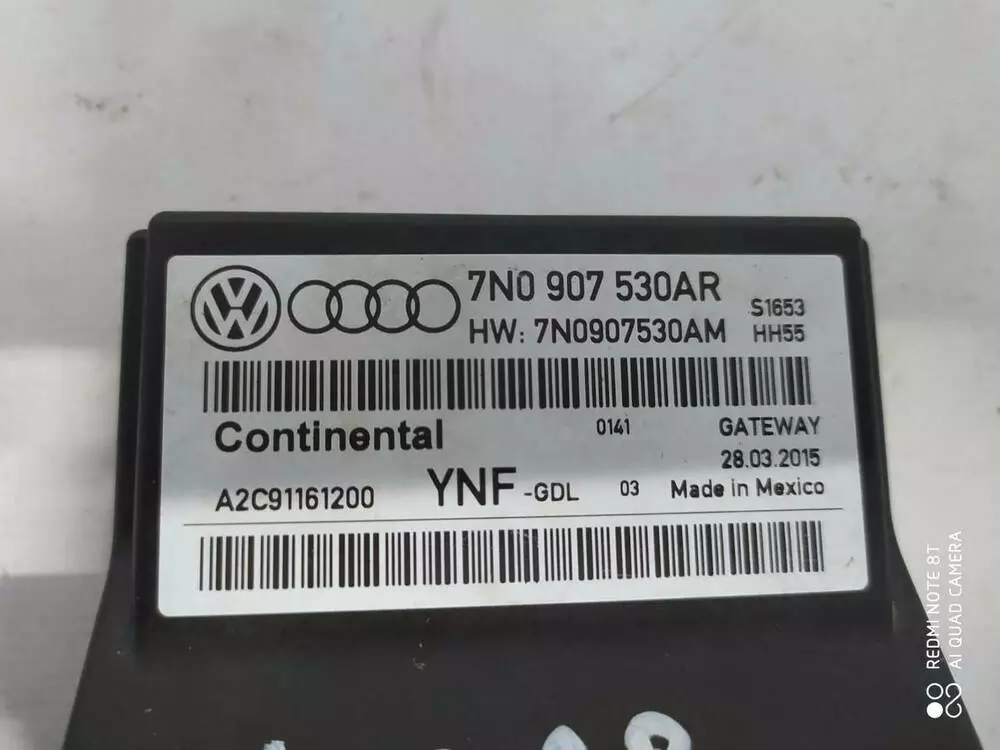 7N0 907 530AR
HW: 7N0907530AM
S1653
HH55
Continental
0141
GATEWAY
28.03.2015
A2C91161200
YNF -GDL
03
Made in Mexico
REDMI NOTE 8T
AI QUAD CAMERA